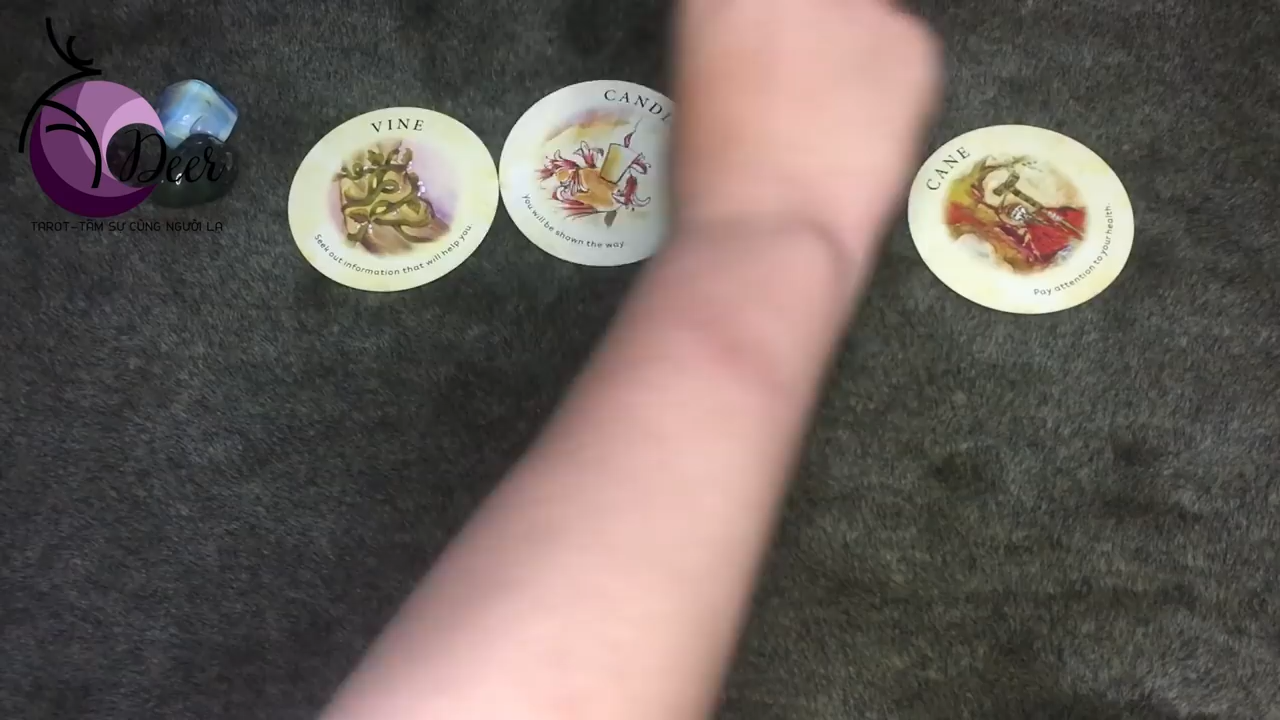 Deer
TAROT-TÂM SỰ CÙNG NGƯỜI LẠ
VINE
Seek out information that will help you.
CANDL
You will be shown the way
CANE
Pay attention to your health.